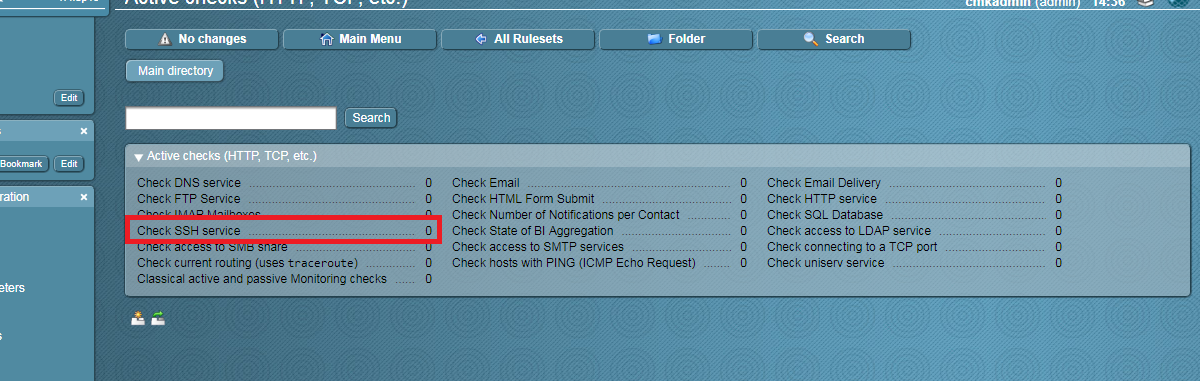 Active checks (HTTP, TCP, etc.)
cmkadmin (admin) 14:36
No changes
Main Menu
All Rulesets
Folder
Search
Main directory
Edit
Search
Bookmark
Edit
Active checks (HTTP, TCP, etc.)
Check DNS service 0
Check Email 0
Check Email Delivery 0
Check FTP Service 0
Check HTML Form Submit 0
Check HTTP service 0
Check IMAP Mailboxes 0
Check Number of Notifications per Contact 0
Check SQL Database 0
Check SSH service 0
Check State of BI Aggregation 0
Check access to LDAP service 0
Check access to SMB share 0
Check access to SMTP services 0
Check connecting to a TCP port 0
Check current routing (uses traceroute) 0
Check hosts with PING (ICMP Echo Request) 0
Check uniserv service 0
Classical active and passive Monitoring checks 0
ration
eters
s